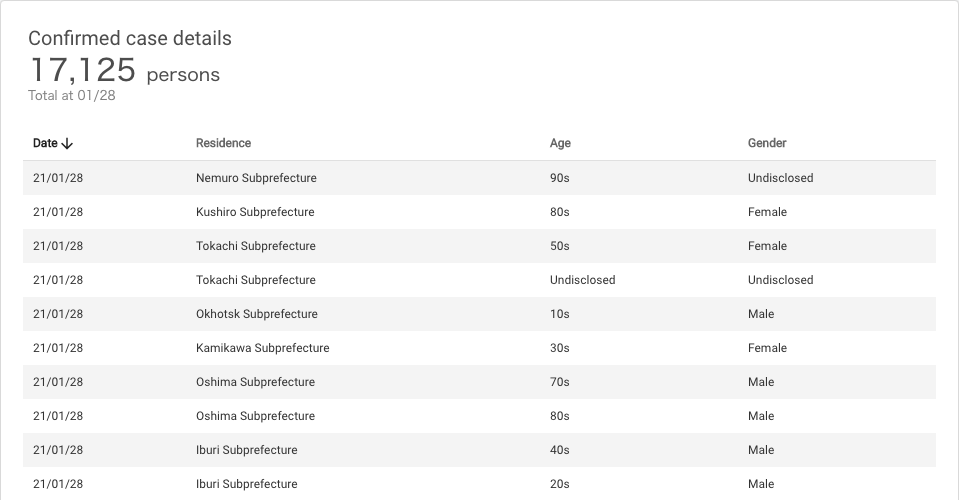 Confirmed case details
17,125 persons
Total at 01/28
Date Residence Age Gender
21/01/28 Nemuro Subprefecture 90s Undisclosed
21/01/28 Kushiro Subprefecture 80s Female
21/01/28 Tokachi Subprefecture 50s Female
21/01/28 Tokachi Subprefecture Undisclosed Undisclosed
21/01/28 Okhotsk Subprefecture 10s Male
21/01/28 Kamikawa Subprefecture 30s Female
21/01/28 Oshima Subprefecture 70s Male
21/01/28 Oshima Subprefecture 80s Male
21/01/28 Iburi Subprefecture 40s Male
21/01/28 Iburi Subprefecture 20s Male